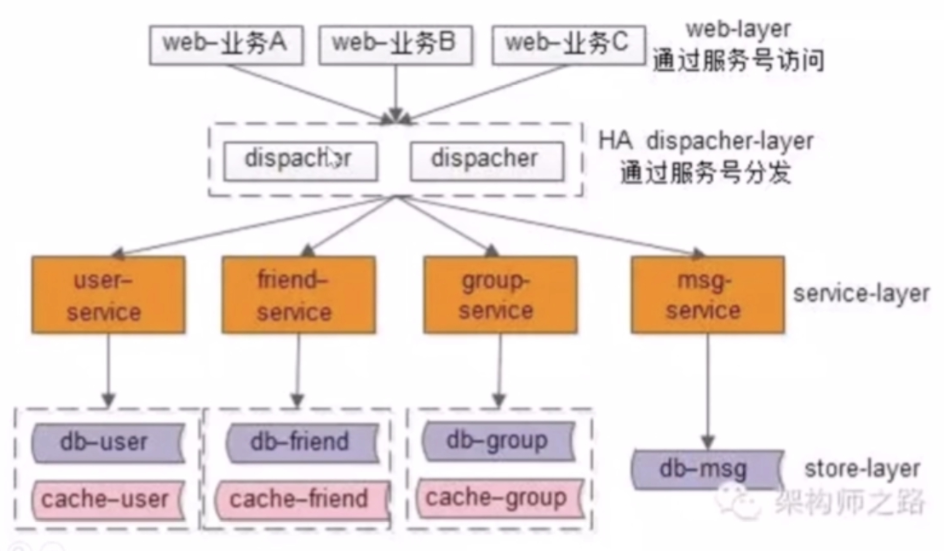 web-业务A
web-业务B
web-业务C
web-layer
通过服务号访问
dispacher
dispacher
HA dispacher-layer
通过服务号分发
user-
service
friend-
service
group-
service
msg-
service
service-layer
db-user
db-friend
db-group
db-msg
store-layer
cache-user
cache-friend
cache-group
架构师之路